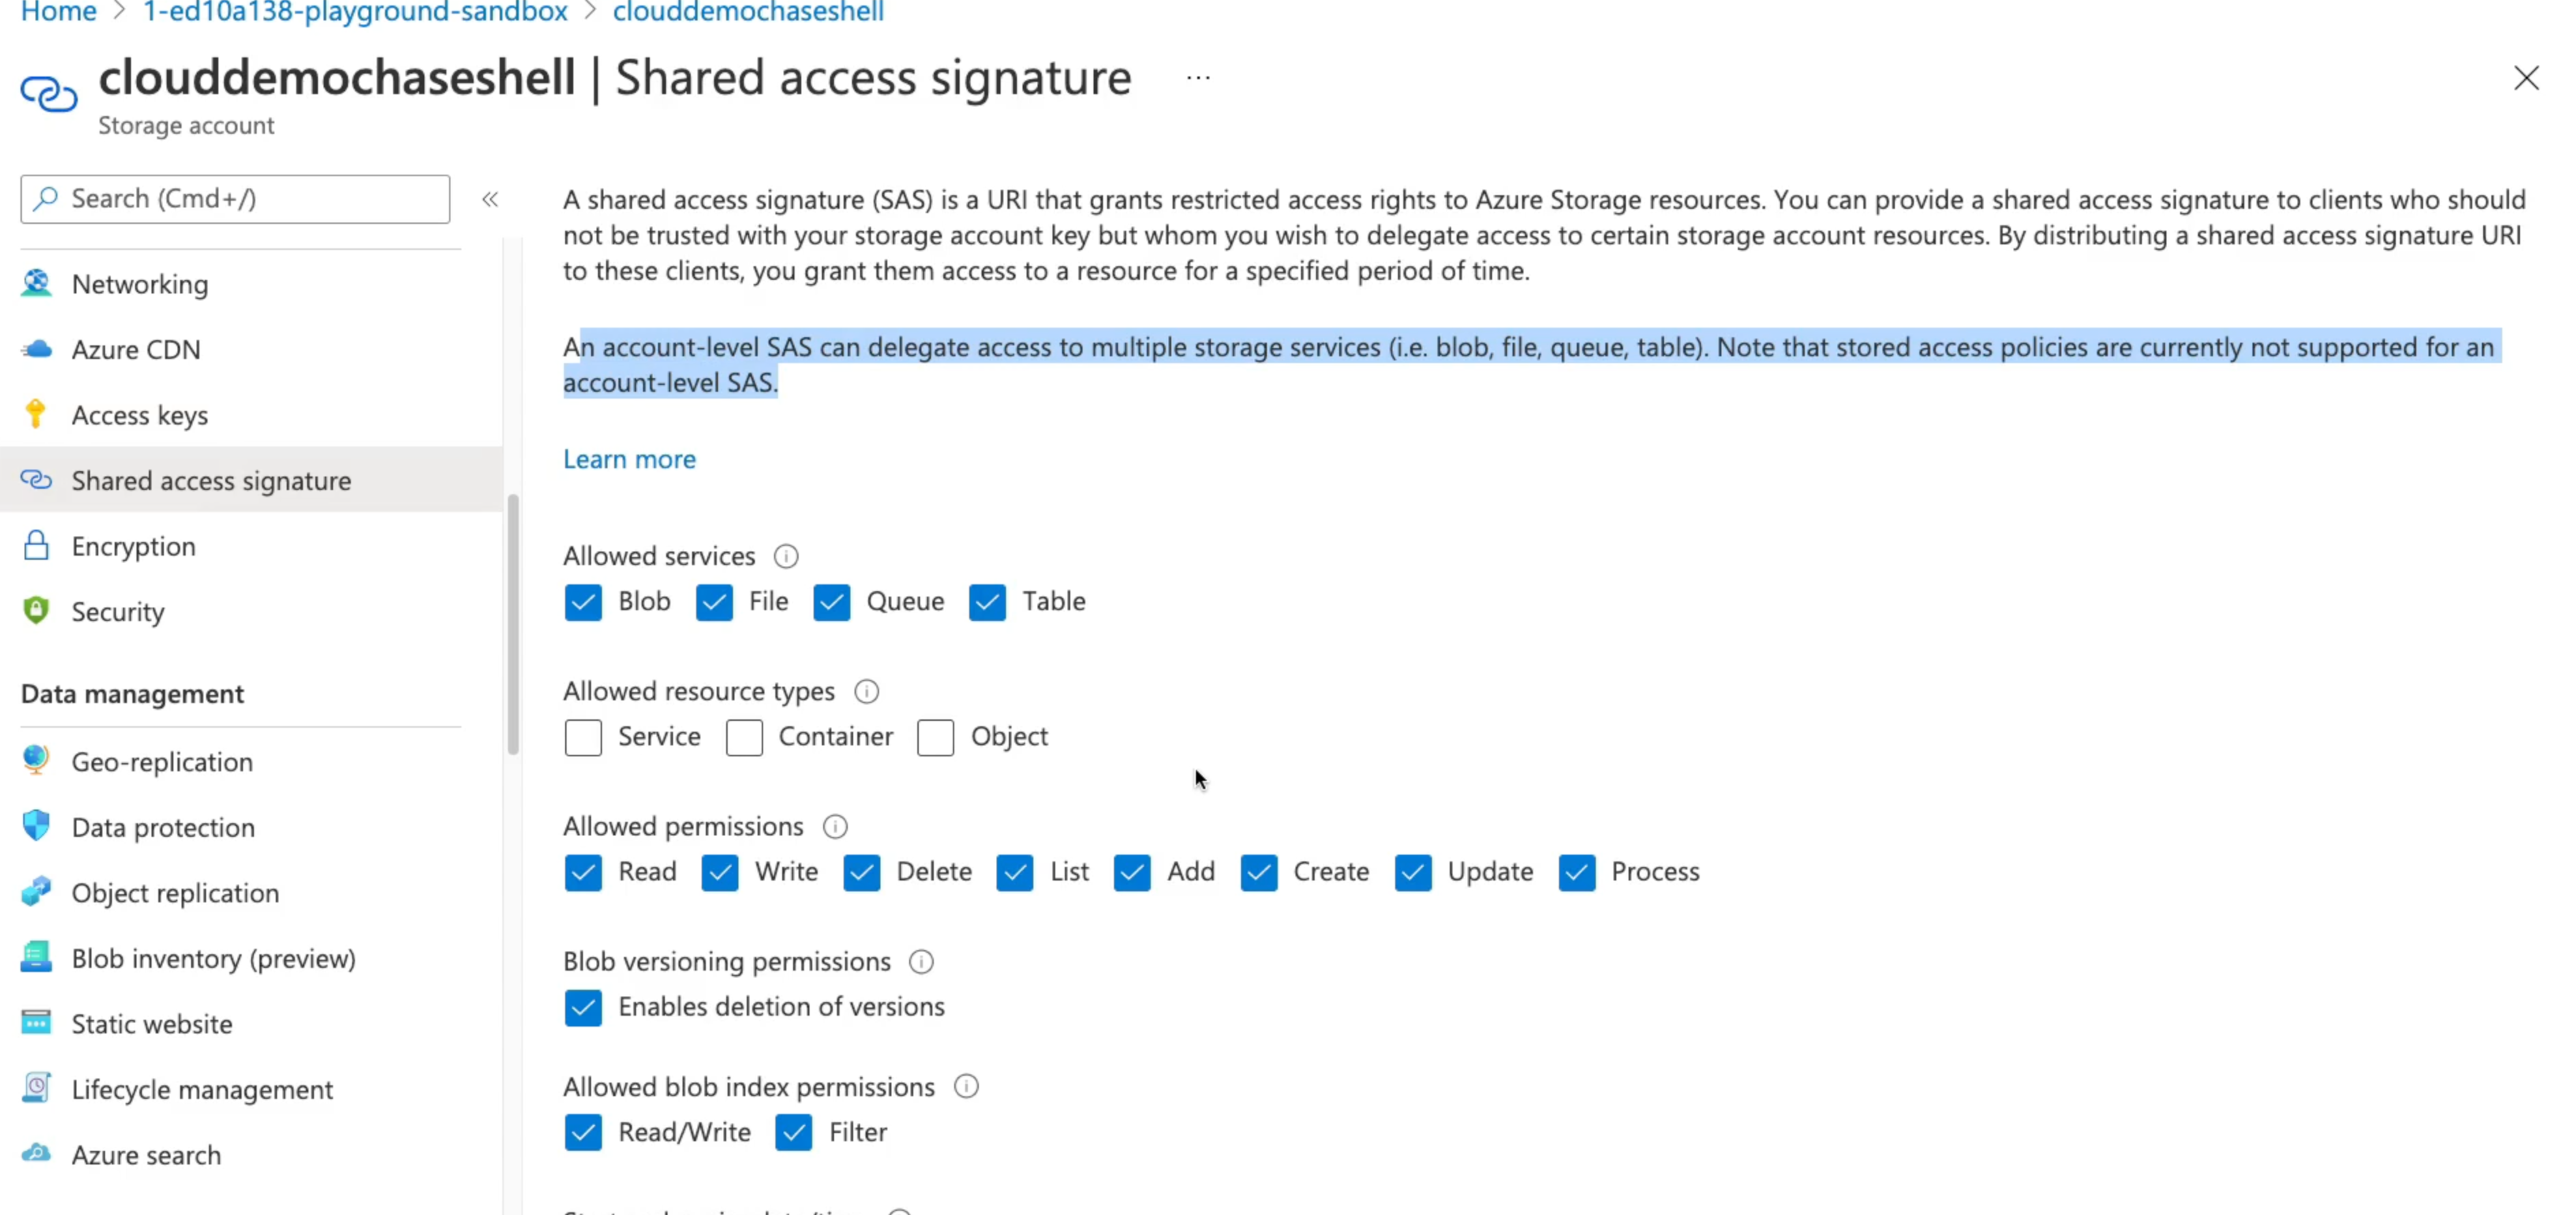 Home > 1-ed10a138-playground-sandbox > clouddemochaseshell
clouddemochaseshell | Shared access signature ...
Storage account
Search (Cmd+/)
«
Networking
Azure CDN
Access keys
Shared access signature
Encryption
Security
Data management
Geo-replication
Data protection
Object replication
Blob inventory (preview)
Static website
Lifecycle management
Azure search
A shared access signature (SAS) is a URI that grants restricted access rights to Azure Storage resources. You can provide a shared access signature to clients who should
not be trusted with your storage account key but whom you wish to delegate access to certain storage account resources. By distributing a shared access signature URI
to these clients, you grant them access to a resource for a specified period of time.
An account-level SAS can delegate access to multiple storage services (i.e. blob, file, queue, table). Note that stored access policies are currently not supported for an
account-level SAS.
Learn more
Allowed services
Blob File Queue Table
Allowed resource types
Service Container Object
Allowed permissions
Read Write Delete List Add Create Update Process
Blob versioning permissions
Enables deletion of versions
Allowed blob index permissions
Read/Write Filter